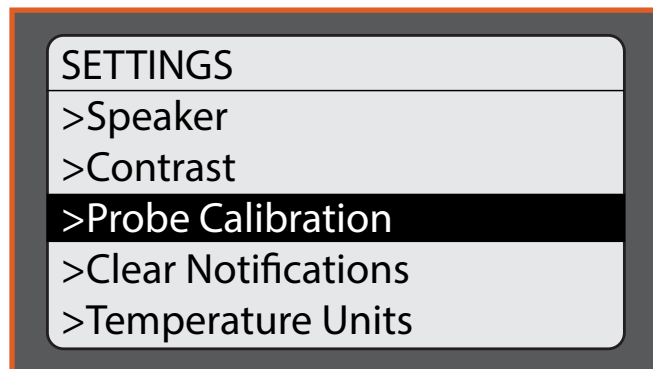 SETTINGS
>Speaker
>Contrast
>Probe Calibration
>Clear Notifications
>Temperature Units